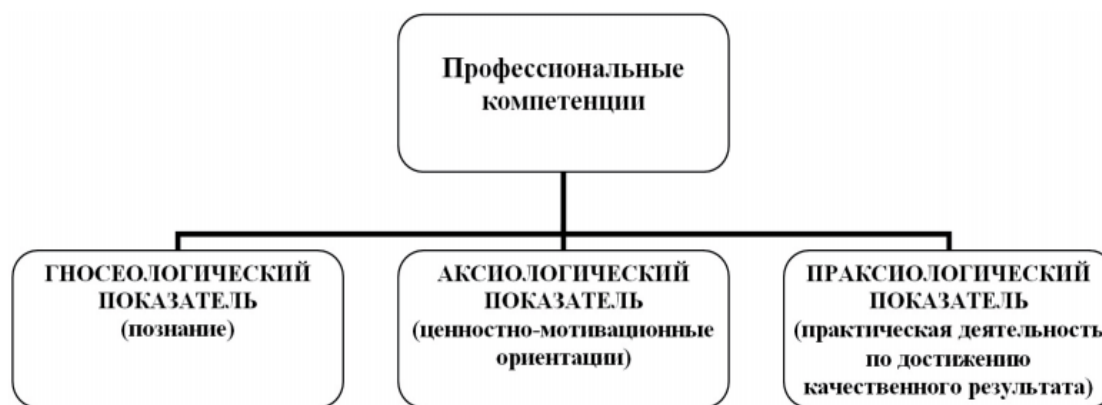 Профессиональные
компетенции
ГНОСЕОЛОГИЧЕСКИЙ
ПОКАЗАТЕЛЬ
(познание)
АКСИОЛОГИЧЕСКИЙ
ПОКАЗАТЕЛЬ
(ценностно-мотивационные
ориентации)
ПРАКСИОЛОГИЧЕСКИЙ
ПОКАЗАТЕЛЬ
(практическая деятельность
по достижению
качественного результата)